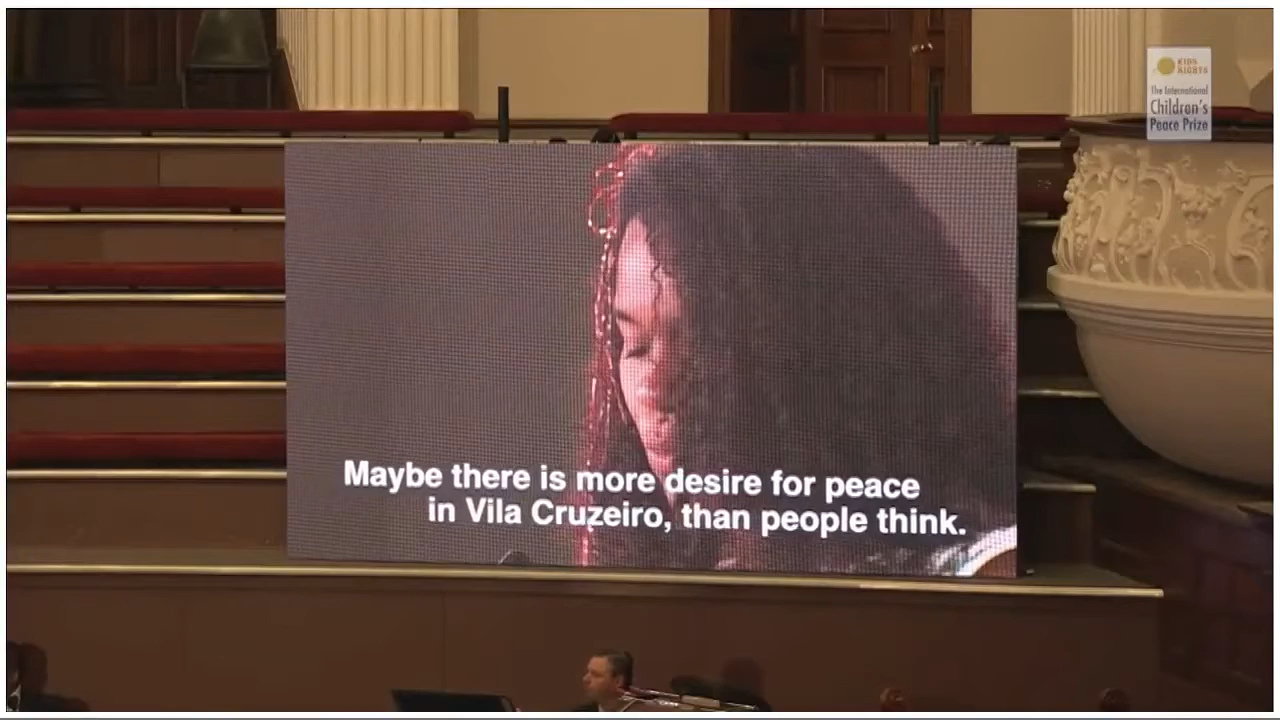 KIDS
RIGHTS
The International
Children's
Peace Prize
Maybe there is more desire for peace
in Vila Cruzeiro, than people think.